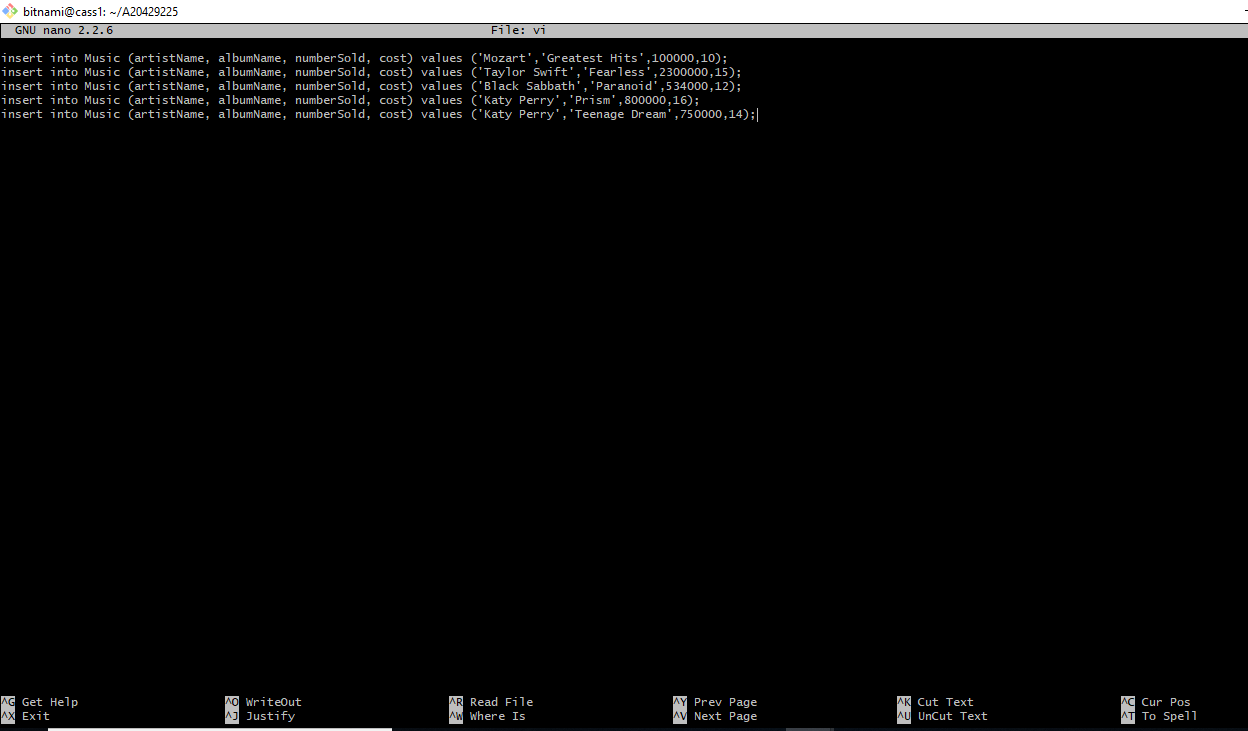 bitnami@cass1: ~/A20429225
GNU nano 2.2.6 File: vi
insert into Music (artistName, albumName, numberSold, cost) values ('Mozart','Greatest Hits',100000,10);
insert into Music (artistName, albumName, numberSold, cost) values ('Taylor Swift','Fearless',2300000,15);
insert into Music (artistName, albumName, numberSold, cost) values ('Black Sabbath','Paranoid',534000,12);
insert into Music (artistName, albumName, numberSold, cost) values ('Katy Perry','Prism',800000,16);
insert into Music (artistName, albumName, numberSold, cost) values ('Katy Perry','Teenage Dream',750000,14);
^G Get Help ^O WriteOut ^R Read File ^Y Prev Page ^K Cut Text ^C Cur Pos
^X Exit ^J Justify ^W Where Is ^V Next Page ^U UnCut Text ^T To Spell